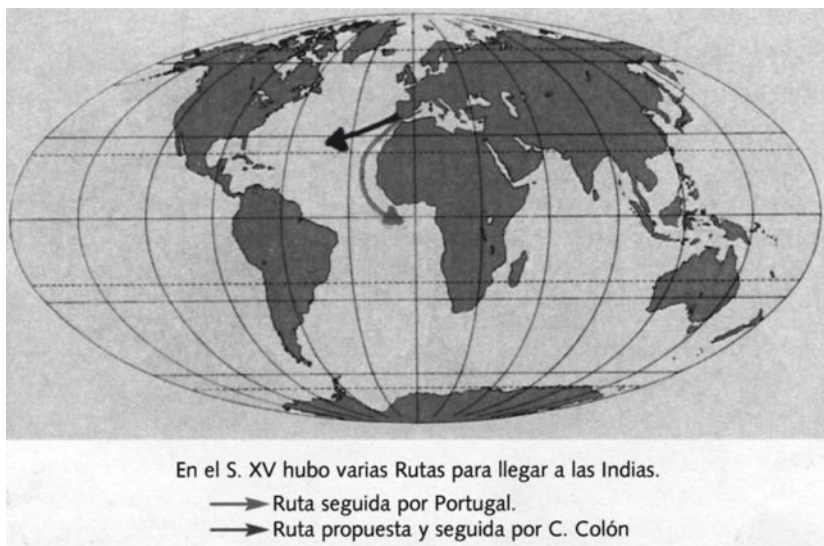 En el S. XV hubo varias Rutas para llegar a las Indias.
Ruta seguida por Portugal.
Ruta propuesta y seguida por C. Colón